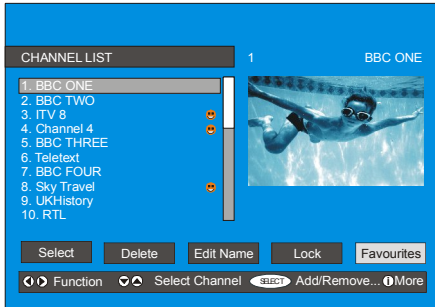 CHANNEL LIST
1 BBC ONE
1. BBC ONE
2. BBC TWO
3. ITV 8
4. Channel 4
5. BBC THREE
6. Teletext
7. BBC FOUR
8. Sky Travel
9. UKHistory
10. RTL
Select Delete Edit Name Lock Favourites
Function Select Channel SELECT Add/Remove... i More